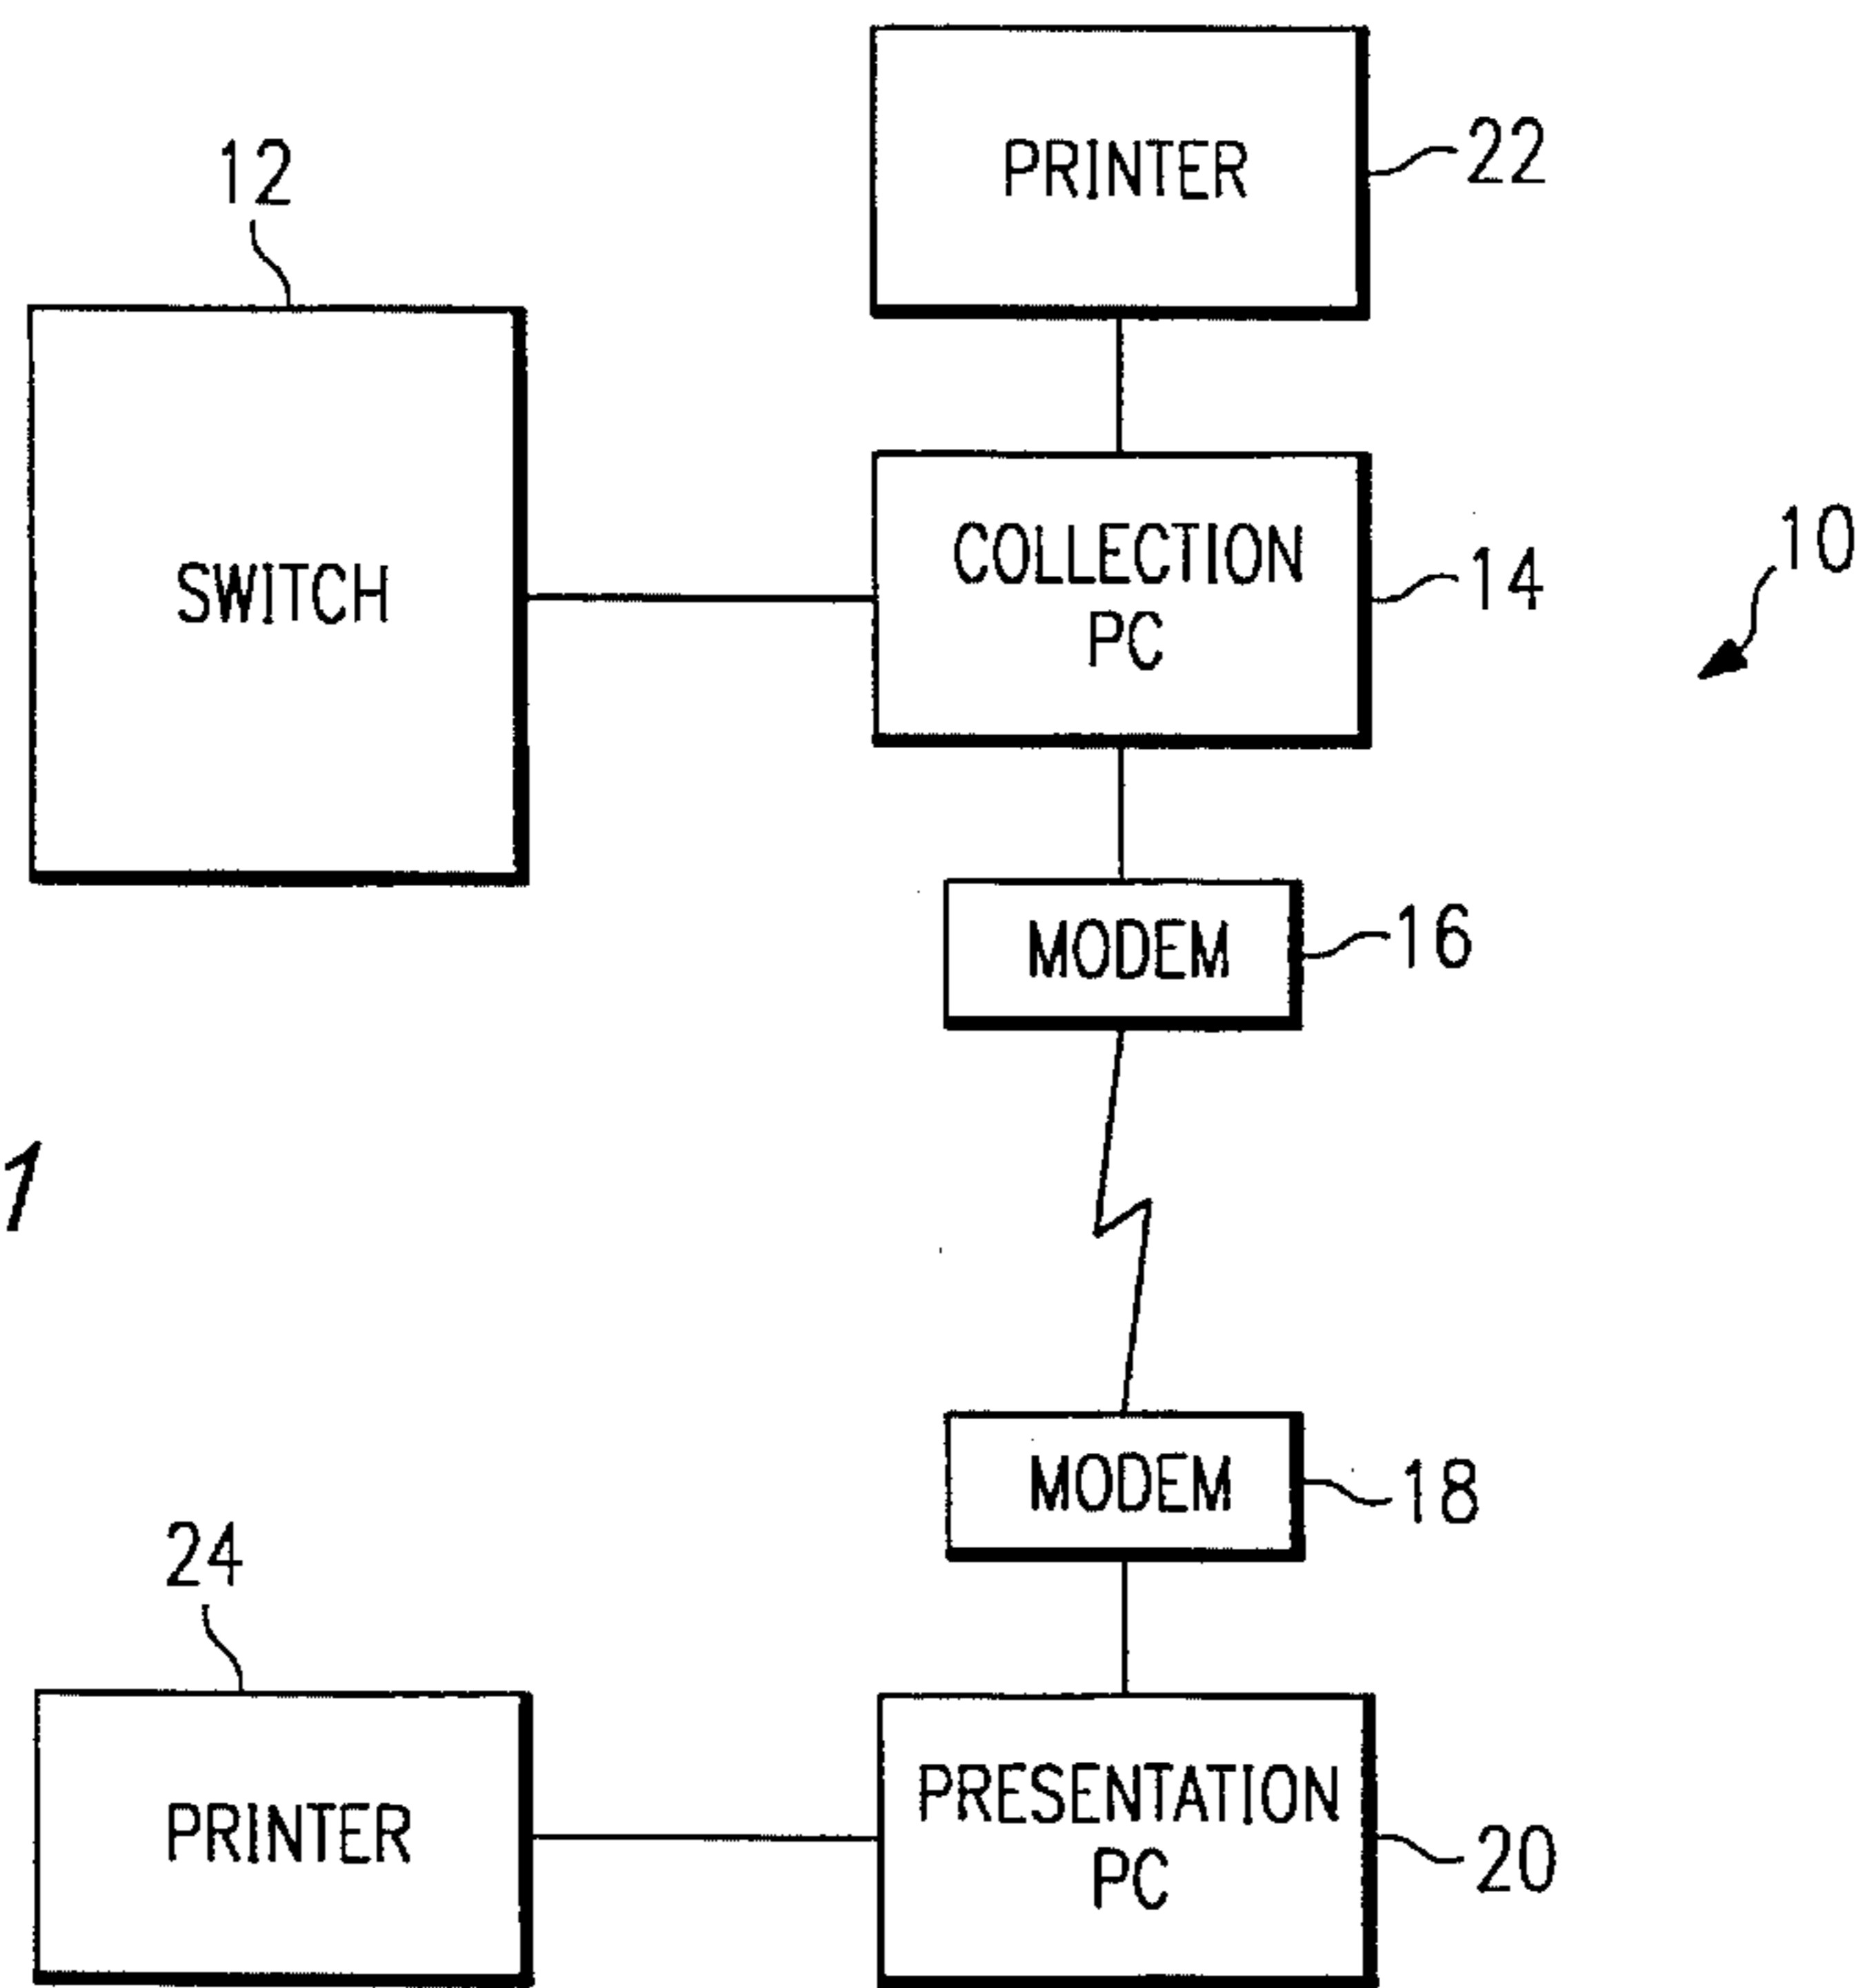 PRINTER
22
12
SWITCH
COLLECTION
PC
14
10
MODEM
16
1
MODEM
18
24
PRINTER
PRESENTATION
PC
20